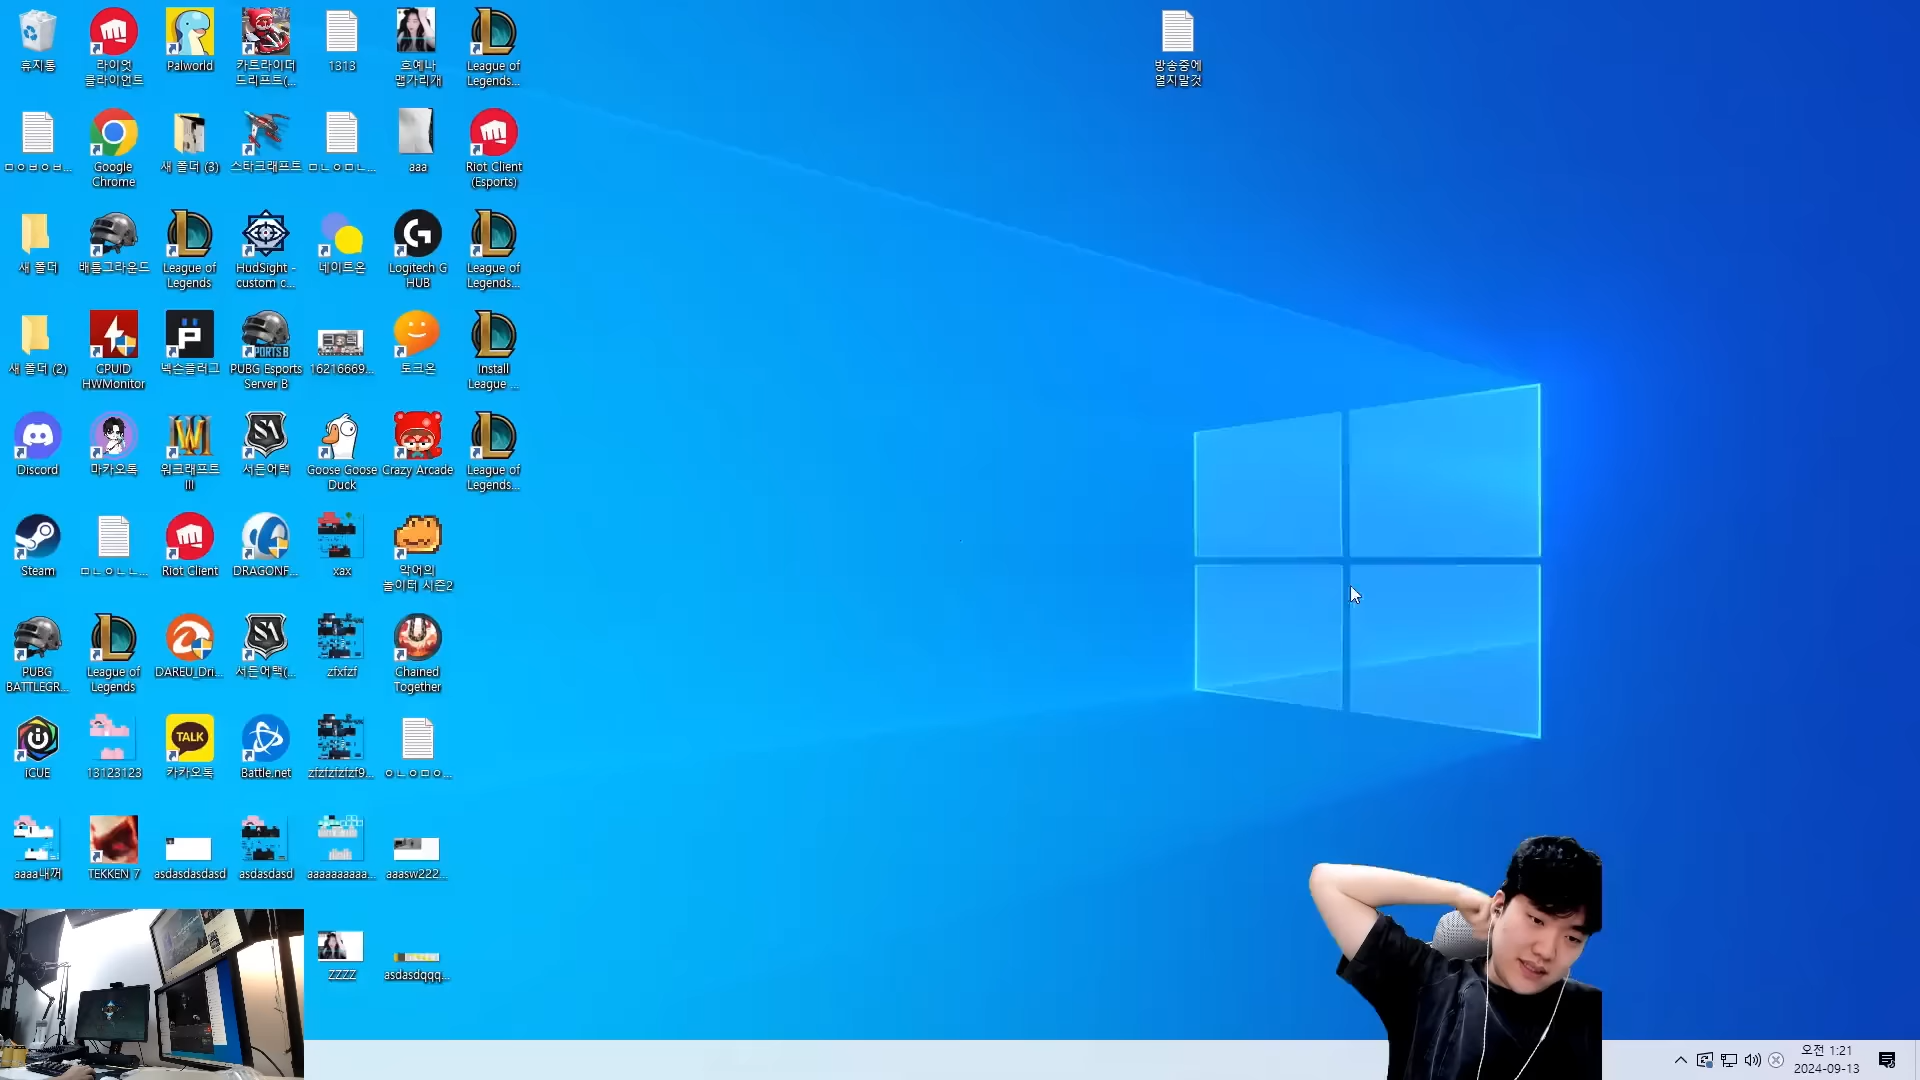 휴지통
라이엇
클라이언트
Palworld
카트라이더
드리프트(...
1313
흐예나
맵가리개
League of
Legends...
방송중에
열지말것
ㅁㅇㅂㅇㅂ...
Google
Chrome
새 폴더 (3)
스타크래프트
ㅁㄴㅇㅁㄴ...
aaa
Riot Client
(Esports)
새 폴더
배틀그라운드
League of
Legends
HudSight -
custom c...
네이트온
Logitech G
HUB
League of
Legends...
새 폴더 (2)
CPUID
HWMonitor
넥슨플러그
PUBG Esports
Server B
16216669...
토크온
Install
League ...
Discord
마카오톡
워크래프트
III
서든어택
Goose Goose
Duck
Crazy Arcade
League of
Legends...
Steam
ㅁㄴㅇㄴㄴ...
Riot Client
DRAGONF...
xax
악어의
놀이터 시즌2
PUBG
BATTLEGR...
League of
Legends
DAREU_Dri...
서든어택(...
zfxfzf
Chained
Together
iCUE
13123123
TALK
카카오톡
Battle.net
zfzfzfzfzf9...
ㅇㄴㅇㅁㅇ...
aaaa내꺼
TEKKEN 7
asdasdasdasd
asdasdasd
aaaaaaaaaa...
aaasw222...
ZZZZ
asdasdqqq...
오전 1:21
2024-09-13